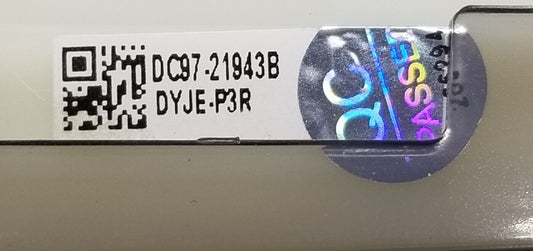 DC97-21943B
DYJE-P3R
QC
PASSED